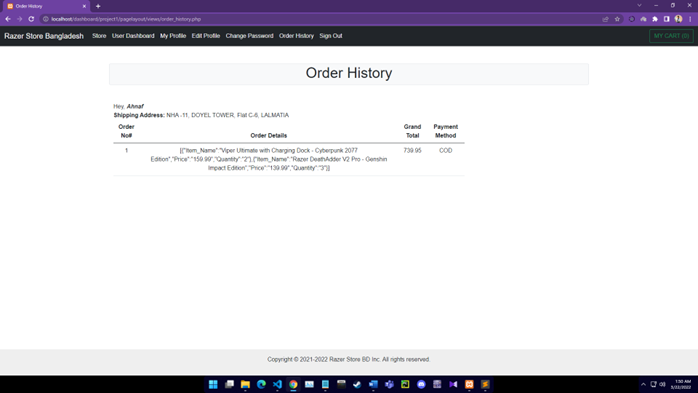 Order History
localhost/dashboard/project1/pagelayout/views/order_history.php
Razer Store Bangladesh Store User Dashboard My Profile Edit Profile Change Password Order History Sign Out MY CART (0)
Order History
Hey, Ahnaf
Shipping Address: NHA -11, DOYEL TOWER, Flat C-6, LALMATIA
Order No# Order Details Grand Total Payment Method
1 [{"Item_Name":"Viper Ultimate with Charging Dock - Cyberpunk 2077 739.95 COD
Edition","Price":"159.99","Quantity":"2"},{"Item_Name":"Razer DeathAdder V2 Pro - Genshin
Impact Edition","Price":"139.99","Quantity":"3"}]
Copyright © 2021-2022 Razer Store BD Inc. All rights reserved.
1:50 AM
5/22/2022